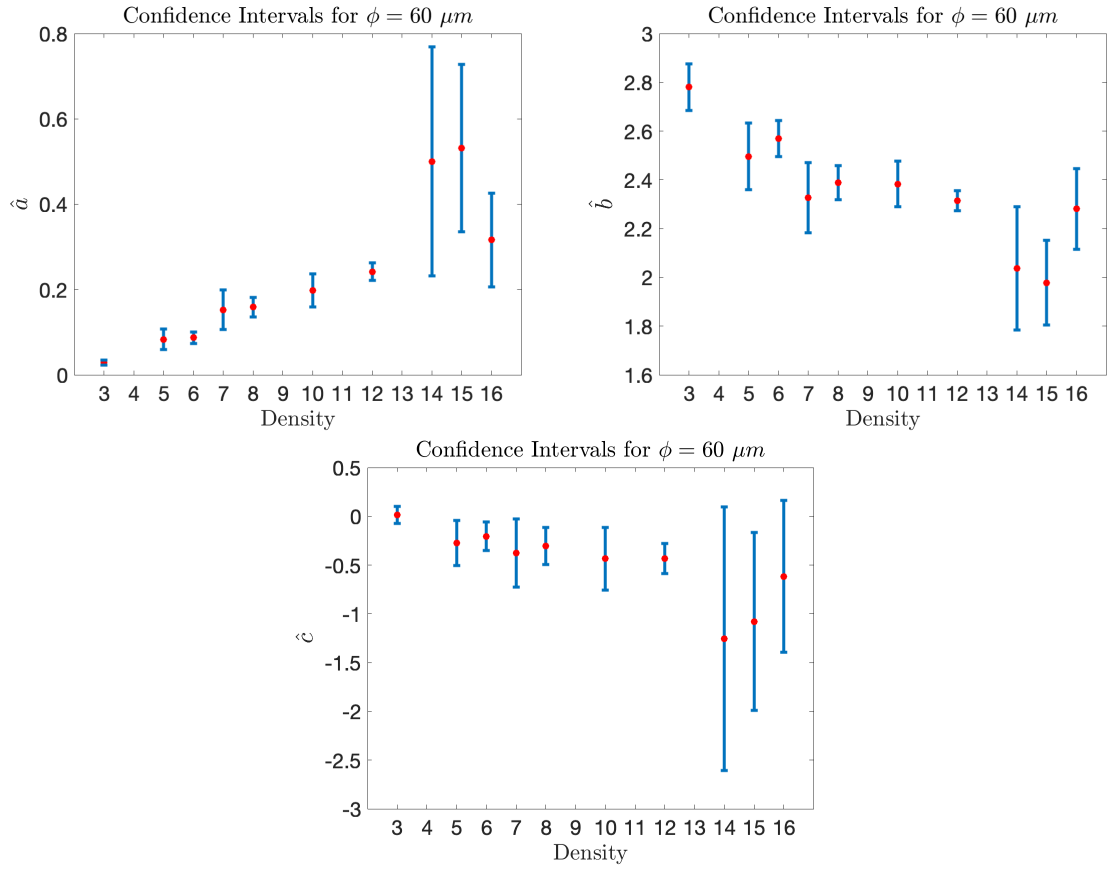 Confidence Intervals for ϕ = 60 μm
0.8
0.6
0.4
0.2
0
â
3 4 5 6 7 8 9 10 11 12 13 14 15 16
Density
Confidence Intervals for ϕ = 60 μm
3
2.8
2.6
2.4
2.2
2
1.8
1.6
b̂
3 4 5 6 7 8 9 10 11 12 13 14 15 16
Density
Confidence Intervals for ϕ = 60 μm
0.5
0
-0.5
-1
-1.5
-2
-2.5
-3
ĉ
3 4 5 6 7 8 9 10 11 12 13 14 15 16
Density